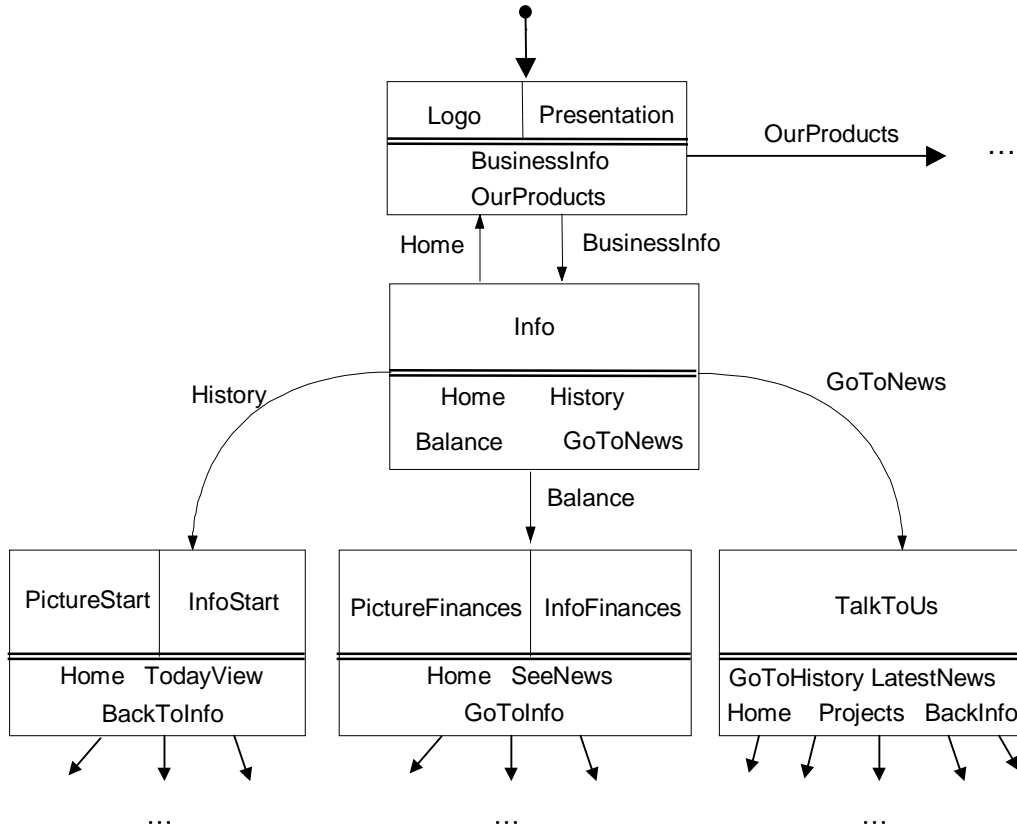 Logo Presentation
OurProducts
...
BusinessInfo
OurProducts
Home
BusinessInfo
Info
History
GoToNews
Home History
Balance GoToNews
Balance
PictureStart InfoStart
PictureFinances InfoFinances
TalkToUs
Home TodayView
BackToInfo
Home SeeNews
GoToInfo
GoToHistory LatestNews
Home Projects BackInfo
...
...
...